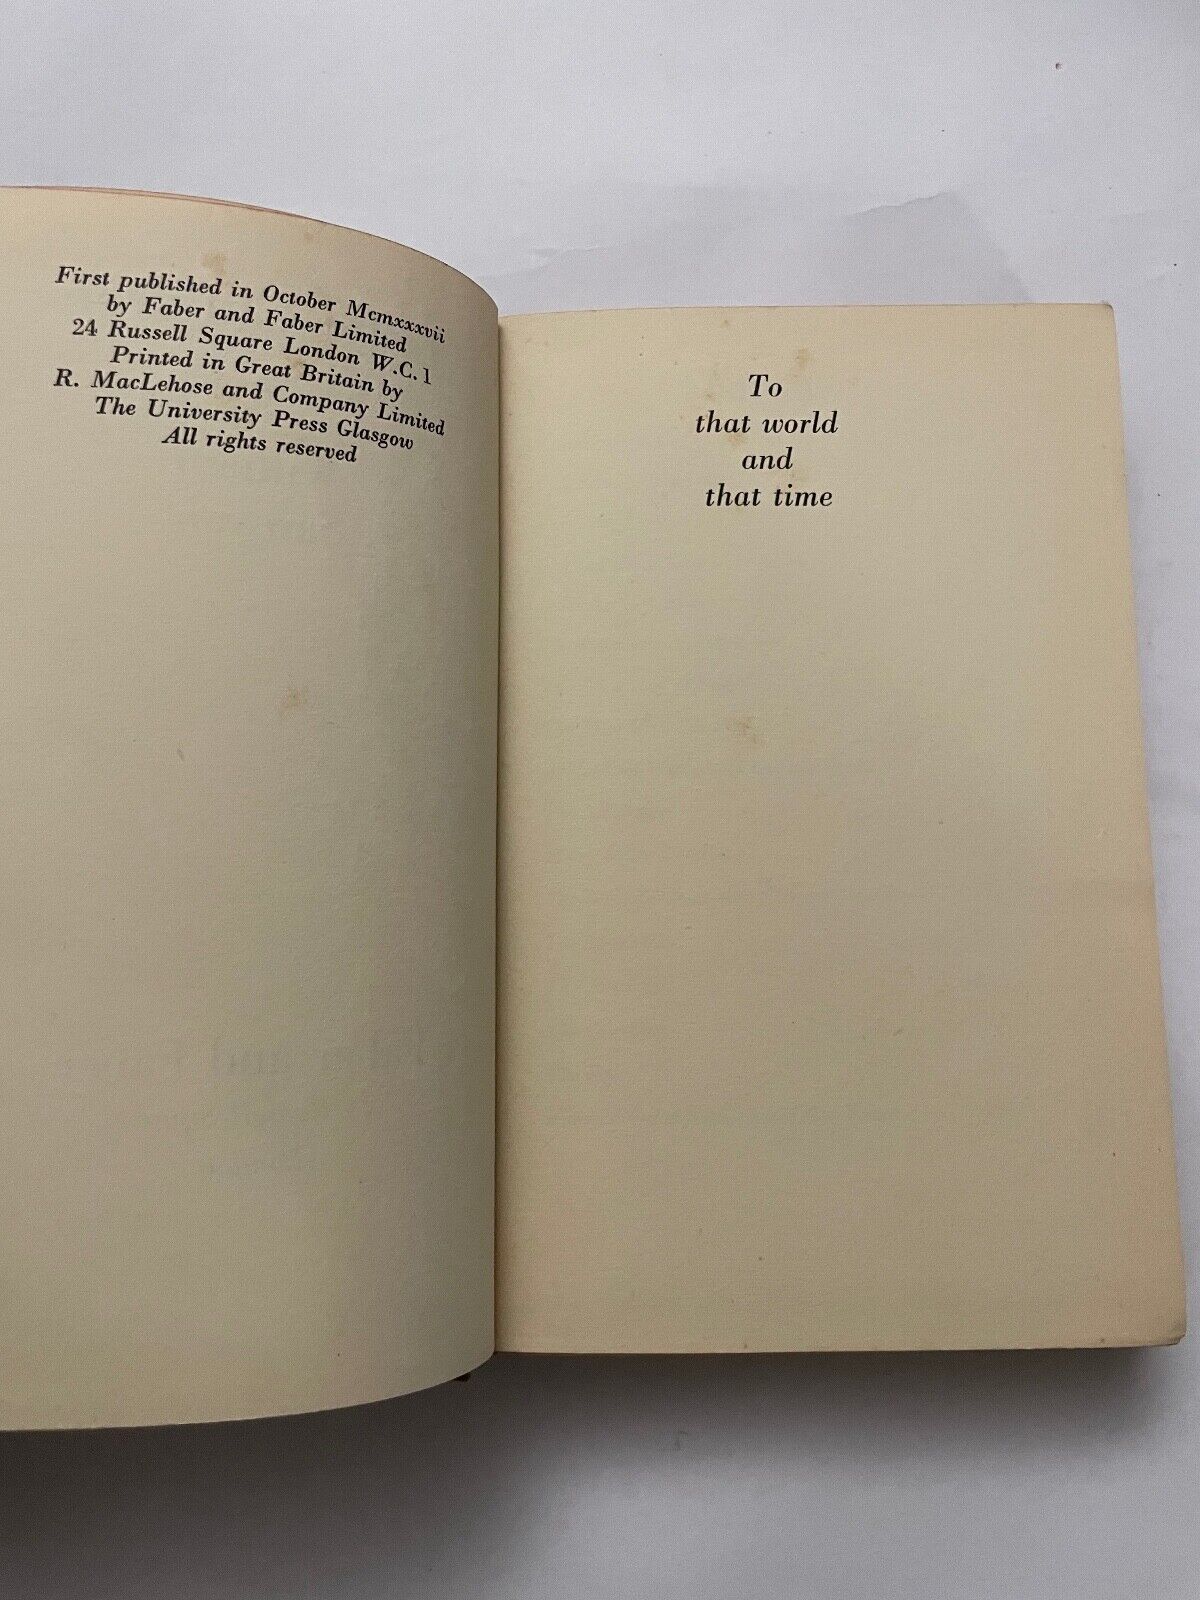 First published in October Mcmxxxvii
by Faber and Faber Limited
24 Russell Square London W.C.1
Printed in Great Britain by
R. MacLehose and Company Limited
The University Press Glasgow
All rights reserved
To
that world
and
that time